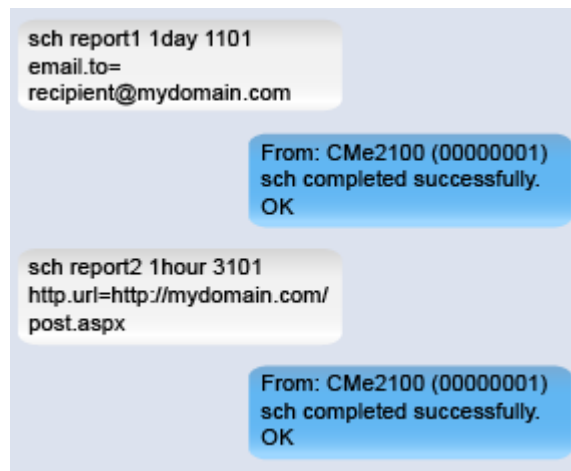 sch report1 1day 1101
email.to=
recipient@mydomain.com
From: CMe2100 (00000001)
sch completed successfully.
OK
sch report2 1hour 3101
http.url=http://mydomain.com/
post.aspx
From: CMe2100 (00000001)
sch completed successfully.
OK